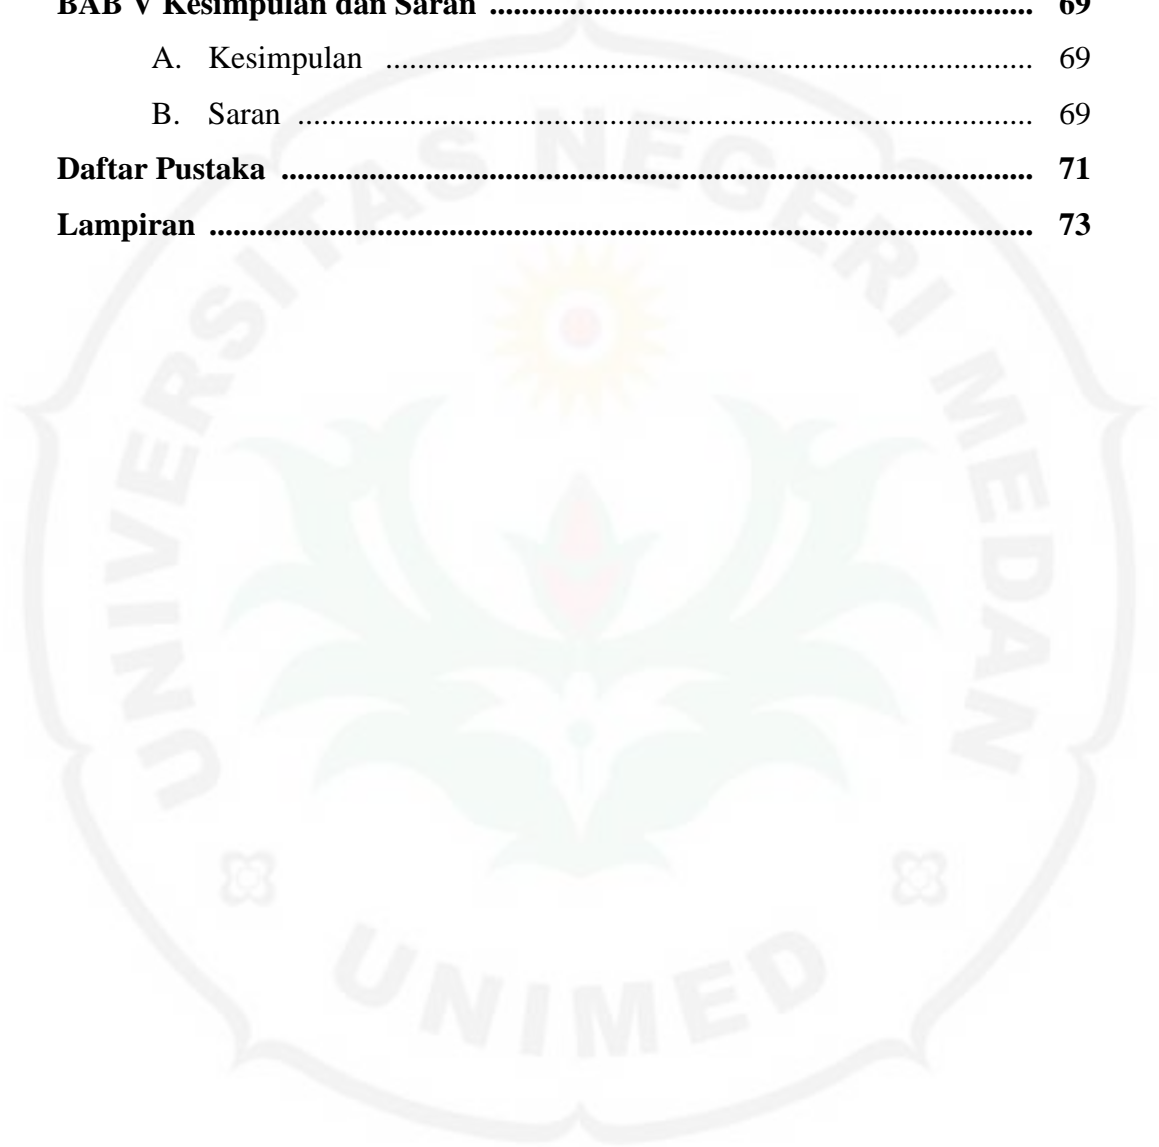 BAB V Kesimpulan dan Saran ........................................................................ 69
A. Kesimpulan ................................................................................. 69
B. Saran ............................................................................................ 69
Daftar Pustaka ................................................................................................ 71
Lampiran ......................................................................................................... 73
UNIVERSITAS NEGERI MEDAN
UNIMED